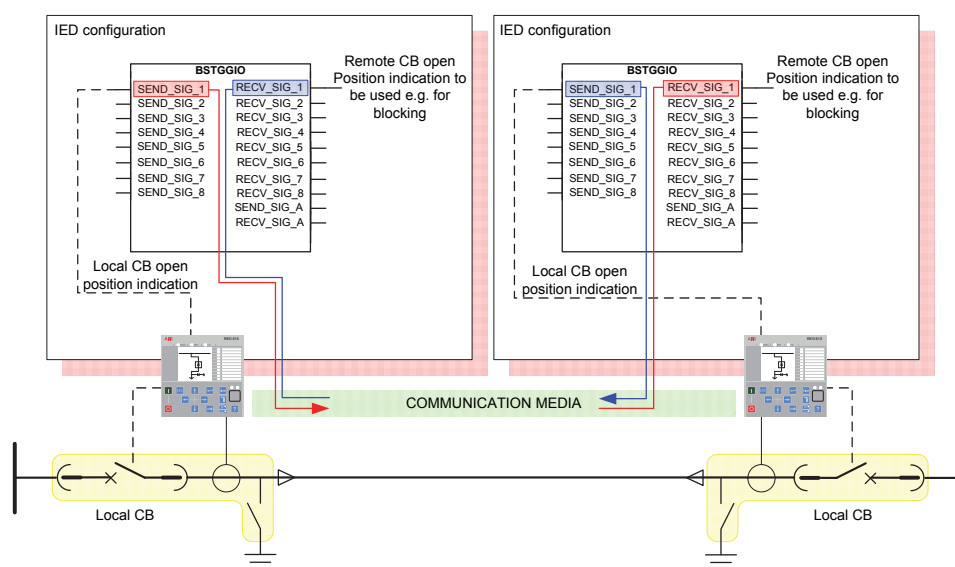 IED configuration
BSTGGIO
SEND_SIG_1
SEND_SIG_2
SEND_SIG_3
SEND_SIG_4
SEND_SIG_5
SEND_SIG_6
SEND_SIG_7
SEND_SIG_8
RECV_SIG_1
RECV_SIG_2
RECV_SIG_3
RECV_SIG_4
RECV_SIG_5
RECV_SIG_6
RECV_SIG_7
RECV_SIG_8
SEND_SIG_A
RECV_SIG_A
Remote CB open
Position indication to
be used e.g. for
blocking
Local CB open
position indication
IED configuration
BSTGGIO
SEND_SIG_1
SEND_SIG_2
SEND_SIG_3
SEND_SIG_4
SEND_SIG_5
SEND_SIG_6
SEND_SIG_7
SEND_SIG_8
RECV_SIG_1
RECV_SIG_2
RECV_SIG_3
RECV_SIG_4
RECV_SIG_5
RECV_SIG_6
RECV_SIG_7
RECV_SIG_8
SEND_SIG_A
RECV_SIG_A
Remote CB open
Position indication to
be used e.g. for
blocking
Local CB open
position indication
ABB
ABB
COMMUNICATION MEDIA
Local CB
Local CB